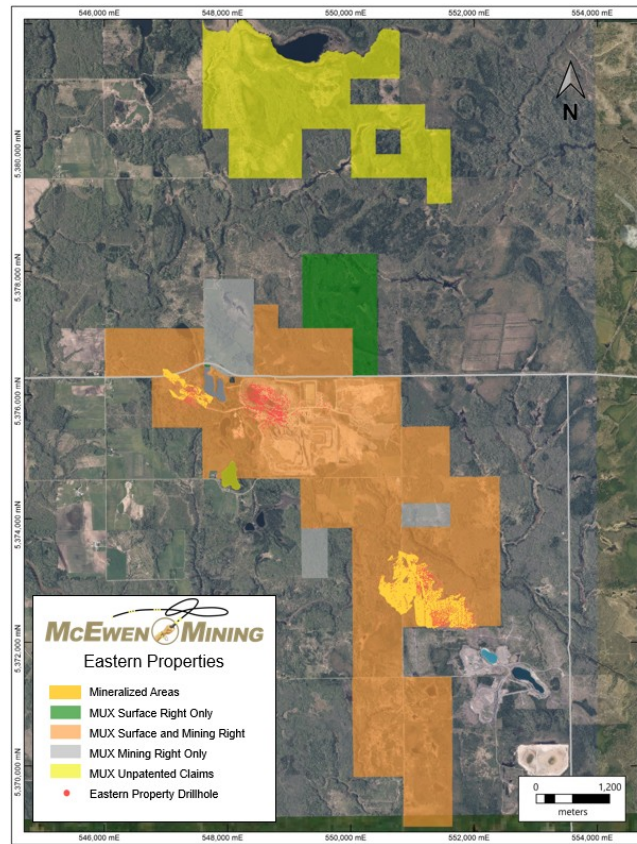 546,000 mE 548,000 mE 550,000 mE 552,000 mE 554,000 mE
N
5,380,000 mN
5,378,000 mN
5,376,000 mN
5,374,000 mN
5,372,000 mN
5,370,000 mN
McEwen Mining
Eastern Properties
Mineralized Areas
MUX Surface Right Only
MUX Surface and Mining Right
MUX Mining Right Only
MUX Unpatented Claims
Eastern Property Drillhole
0 1,200
meters
546,000 mE 548,000 mE 550,000 mE 552,000 mE 554,000 mE